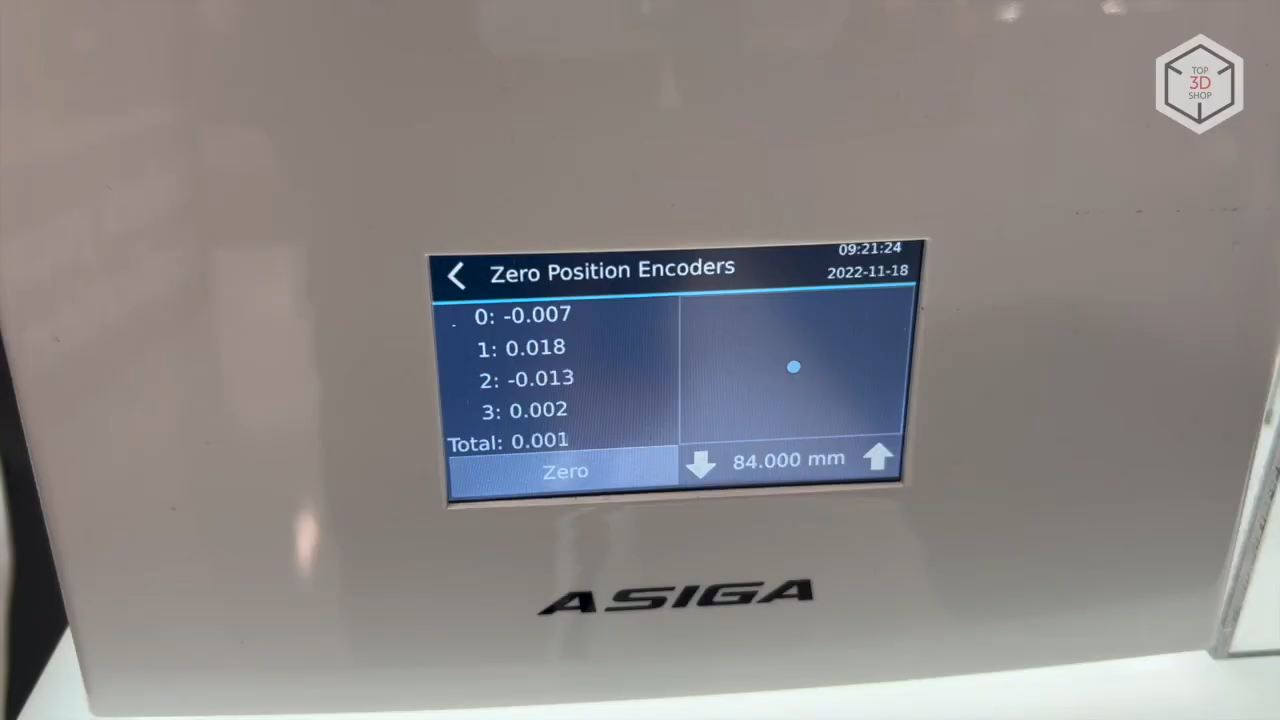 TOP
3D
SHOP
09:21:24
Zero Position Encoders
2022-11-18
0: -0.007
1: 0.018
2: -0.013
3: 0.002
Total: 0.001
Zero
84.000 mm
ASIGA